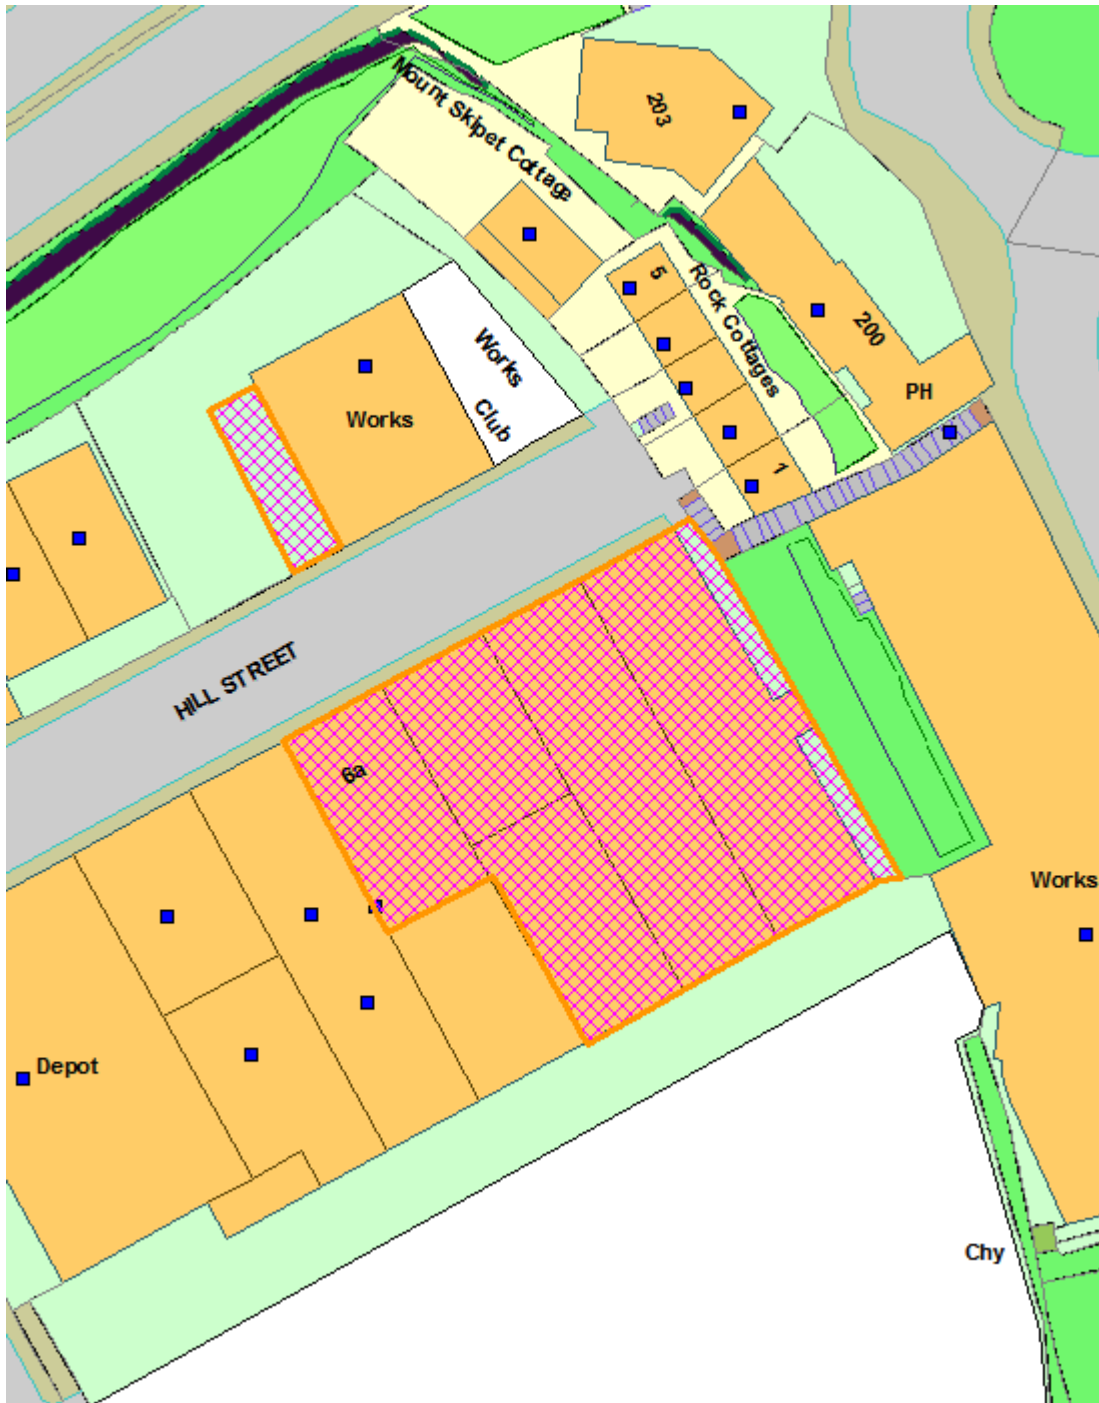 Mount Skipet Cottage
203
5
Rock Cottages
200
PH
Works
Club
Works
1
HILL STREET
6a
Works
Depot
Chy